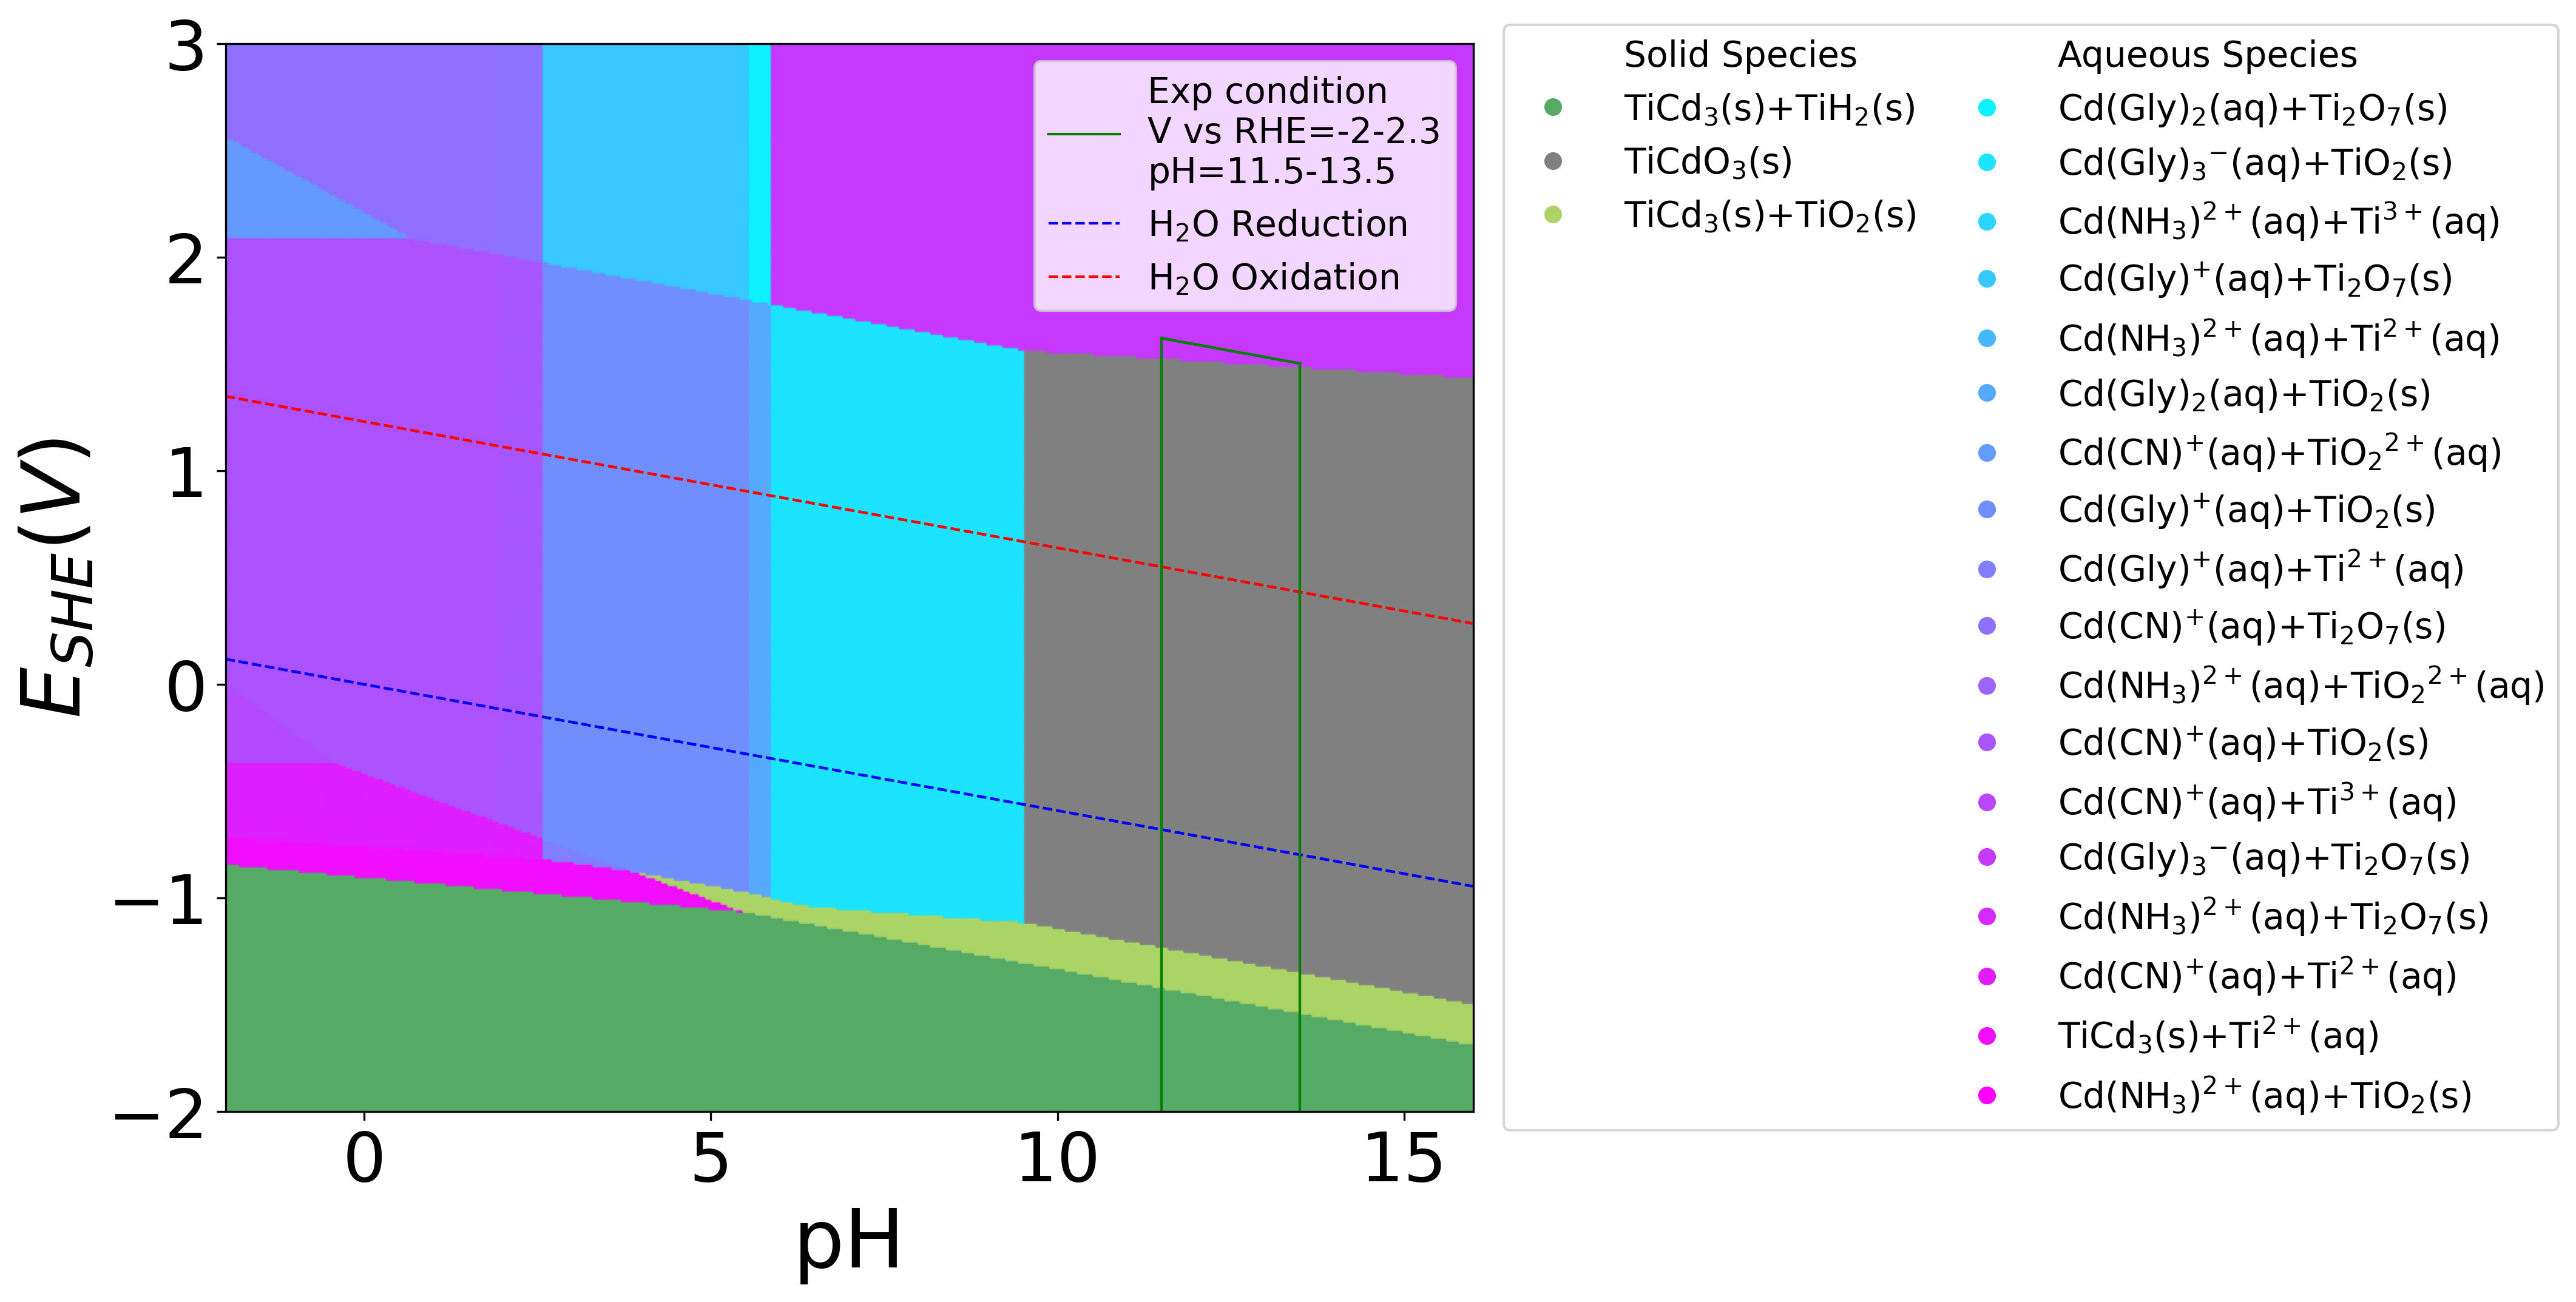 3
2
1
0
−1
−2
E_SHE(V)
0 5 10 15
pH
Exp condition
V vs RHE=-2-2.3
pH=11.5-13.5
H₂O Reduction
H₂O Oxidation
Solid Species
TiCd₃(s)+TiH₂(s)
TiCdO₃(s)
TiCd₃(s)+TiO₂(s)
Aqueous Species
Cd(Gly)₂(aq)+Ti₂O₇(s)
Cd(Gly)₃⁻(aq)+TiO₂(s)
Cd(NH₃)²⁺(aq)+Ti³⁺(aq)
Cd(Gly)⁺(aq)+Ti₂O₇(s)
Cd(NH₃)²⁺(aq)+Ti²⁺(aq)
Cd(Gly)₂(aq)+TiO₂(s)
Cd(CN)⁺(aq)+TiO₂²⁺(aq)
Cd(Gly)⁺(aq)+TiO₂(s)
Cd(Gly)⁺(aq)+Ti²⁺(aq)
Cd(CN)⁺(aq)+Ti₂O₇(s)
Cd(NH₃)²⁺(aq)+TiO₂²⁺(aq)
Cd(CN)⁺(aq)+TiO₂(s)
Cd(CN)⁺(aq)+Ti³⁺(aq)
Cd(Gly)₃⁻(aq)+Ti₂O₇(s)
Cd(NH₃)²⁺(aq)+Ti₂O₇(s)
Cd(CN)⁺(aq)+Ti²⁺(aq)
TiCd₃(s)+Ti²⁺(aq)
Cd(NH₃)²⁺(aq)+TiO₂(s)